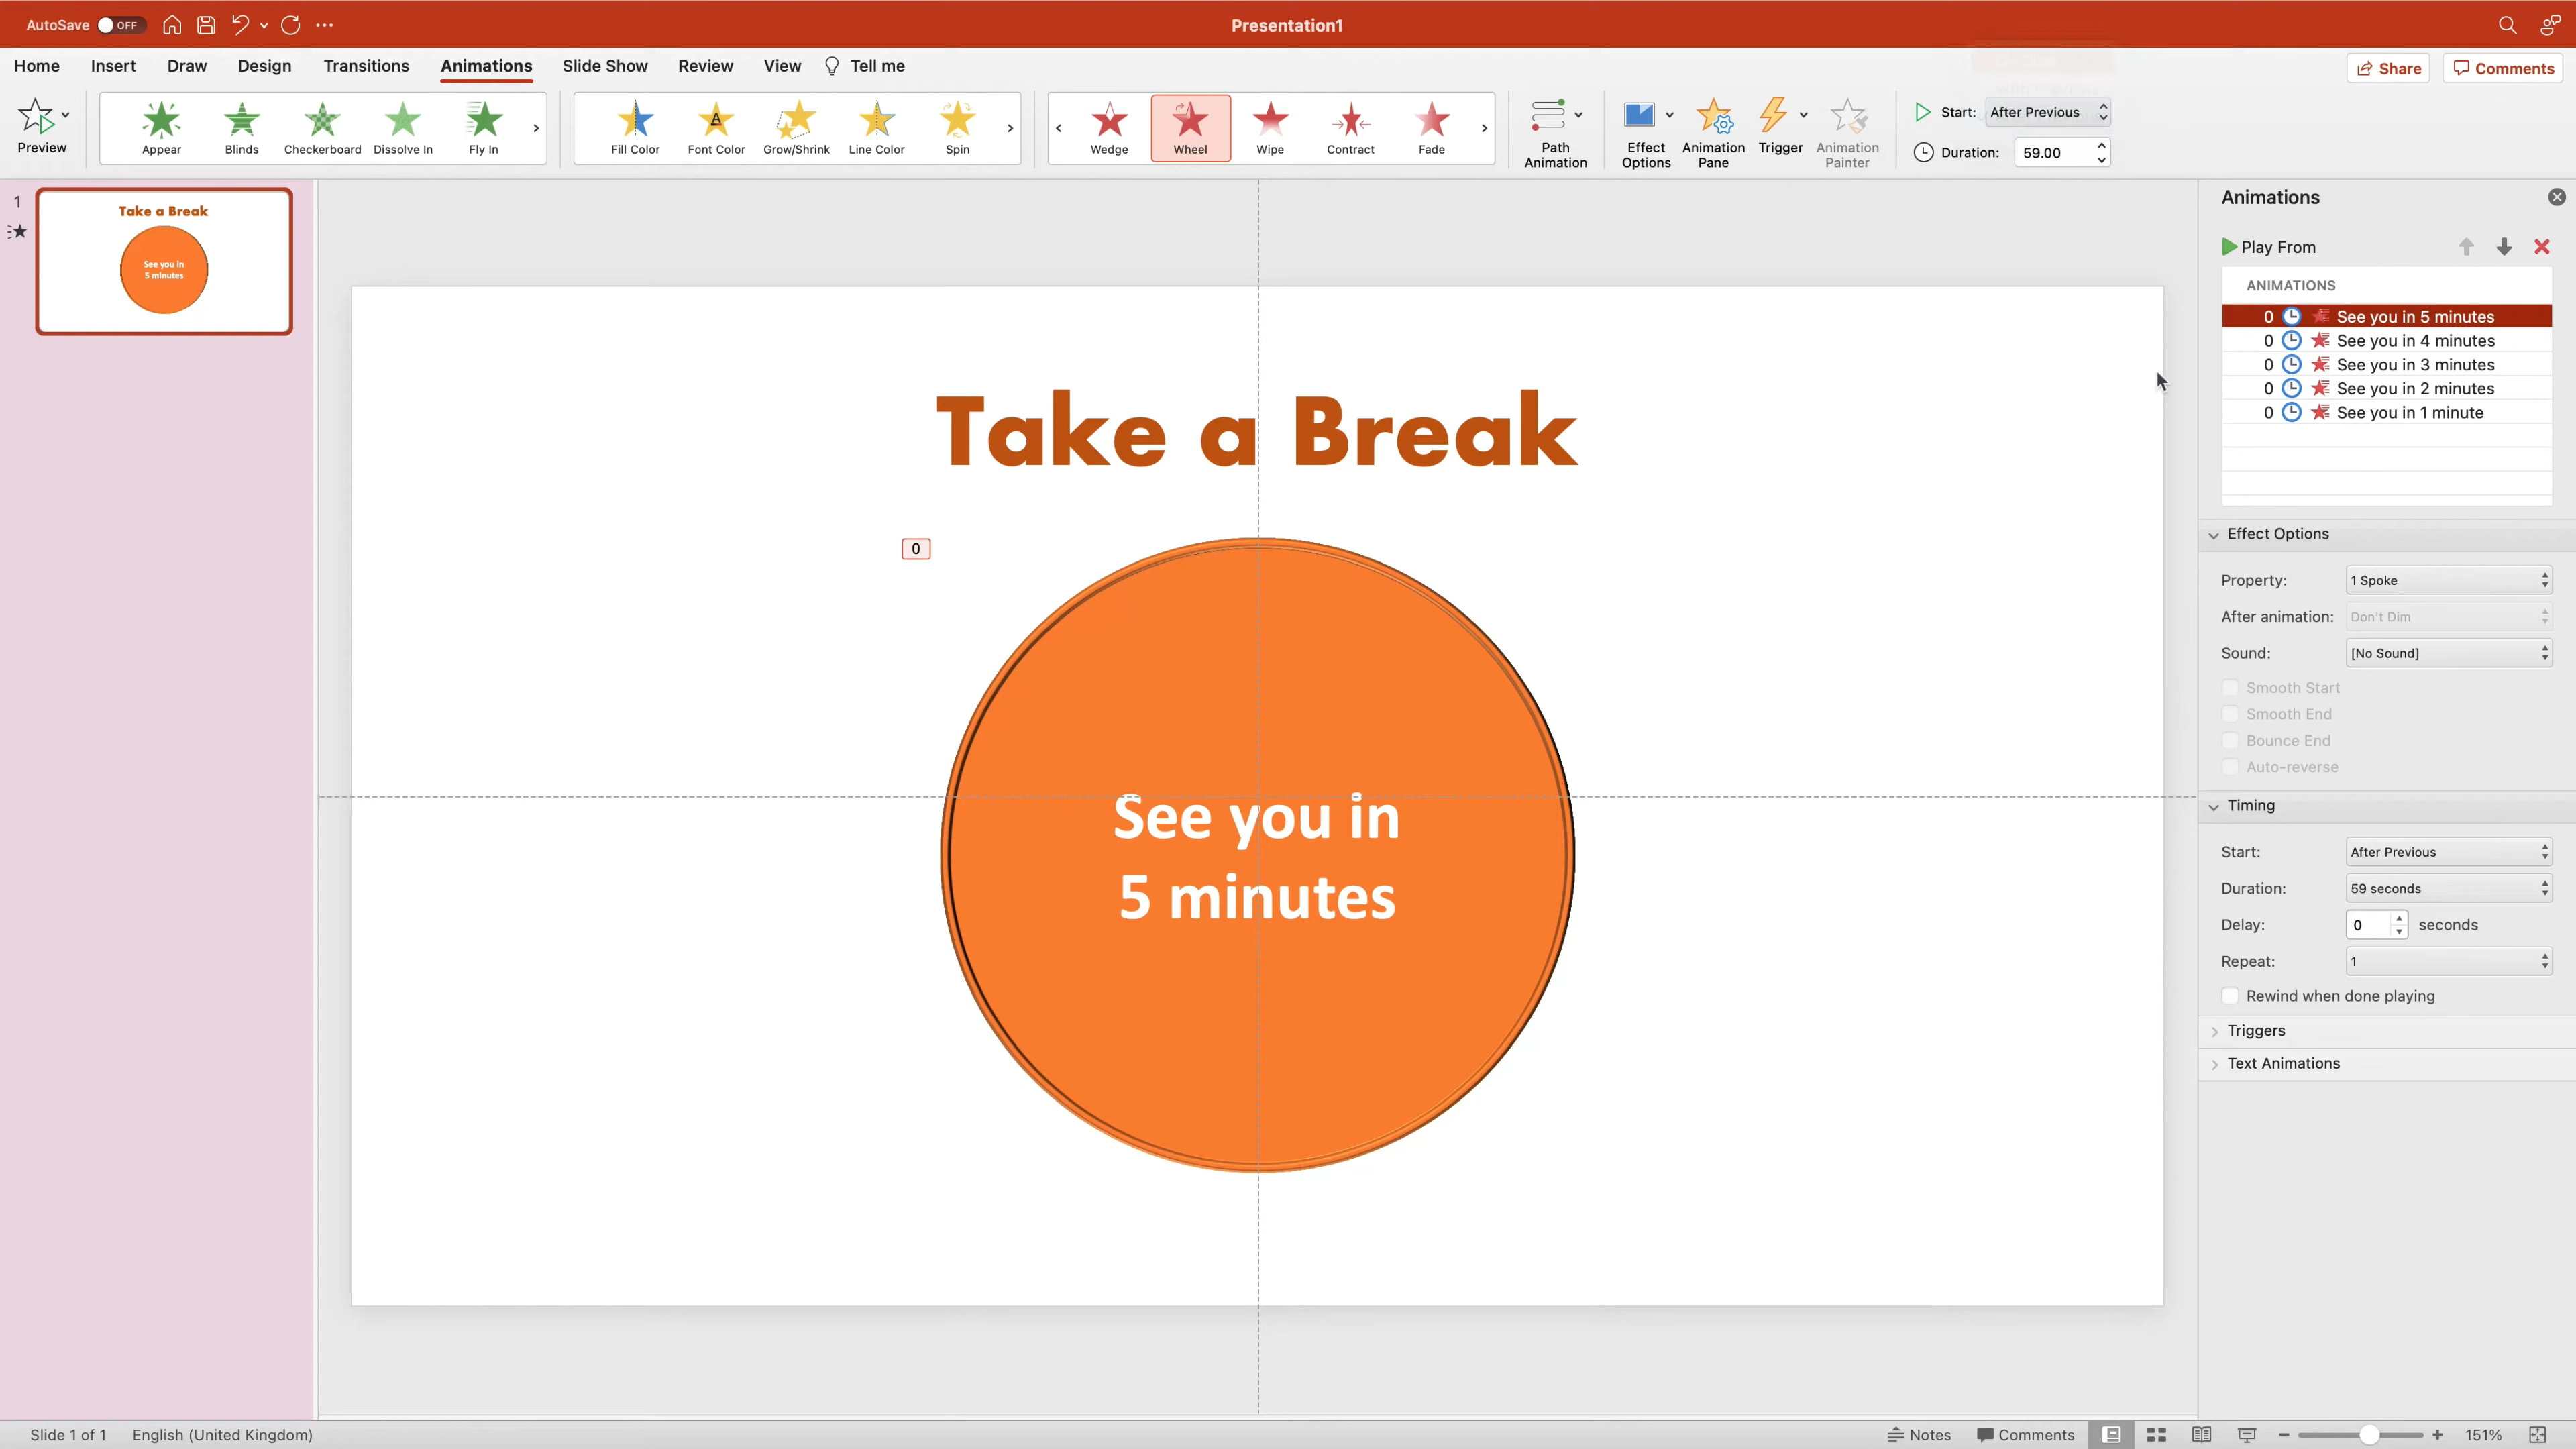 AutoSave OFF Presentation1
Home Insert Draw Design Transitions Animations Slide Show Review View Tell me Share Comments
Preview Appear Blinds Checkerboard Dissolve In Fly In Fill Color Font Color Grow/Shrink Line Color Spin Wedge Wheel Wipe Contract Fade
Path Animation Effect Options Animation Pane Trigger Animation Painter
Start: After Previous
Duration: 59.00
1
Take a Break
See you in
5 minutes
Take a Break
0
See you in
5 minutes
Animations
Play From
ANIMATIONS
0 See you in 5 minutes
0 See you in 4 minutes
0 See you in 3 minutes
0 See you in 2 minutes
0 See you in 1 minute
Effect Options
Property: 1 Spoke
After animation: Don't Dim
Sound: [No Sound]
Smooth Start
Smooth End
Bounce End
Auto-reverse
Timing
Start: After Previous
Duration: 59 seconds
Delay: 0 seconds
Repeat: 1
Rewind when done playing
Triggers
Text Animations
Slide 1 of 1 English (United Kingdom) Notes Comments 151%